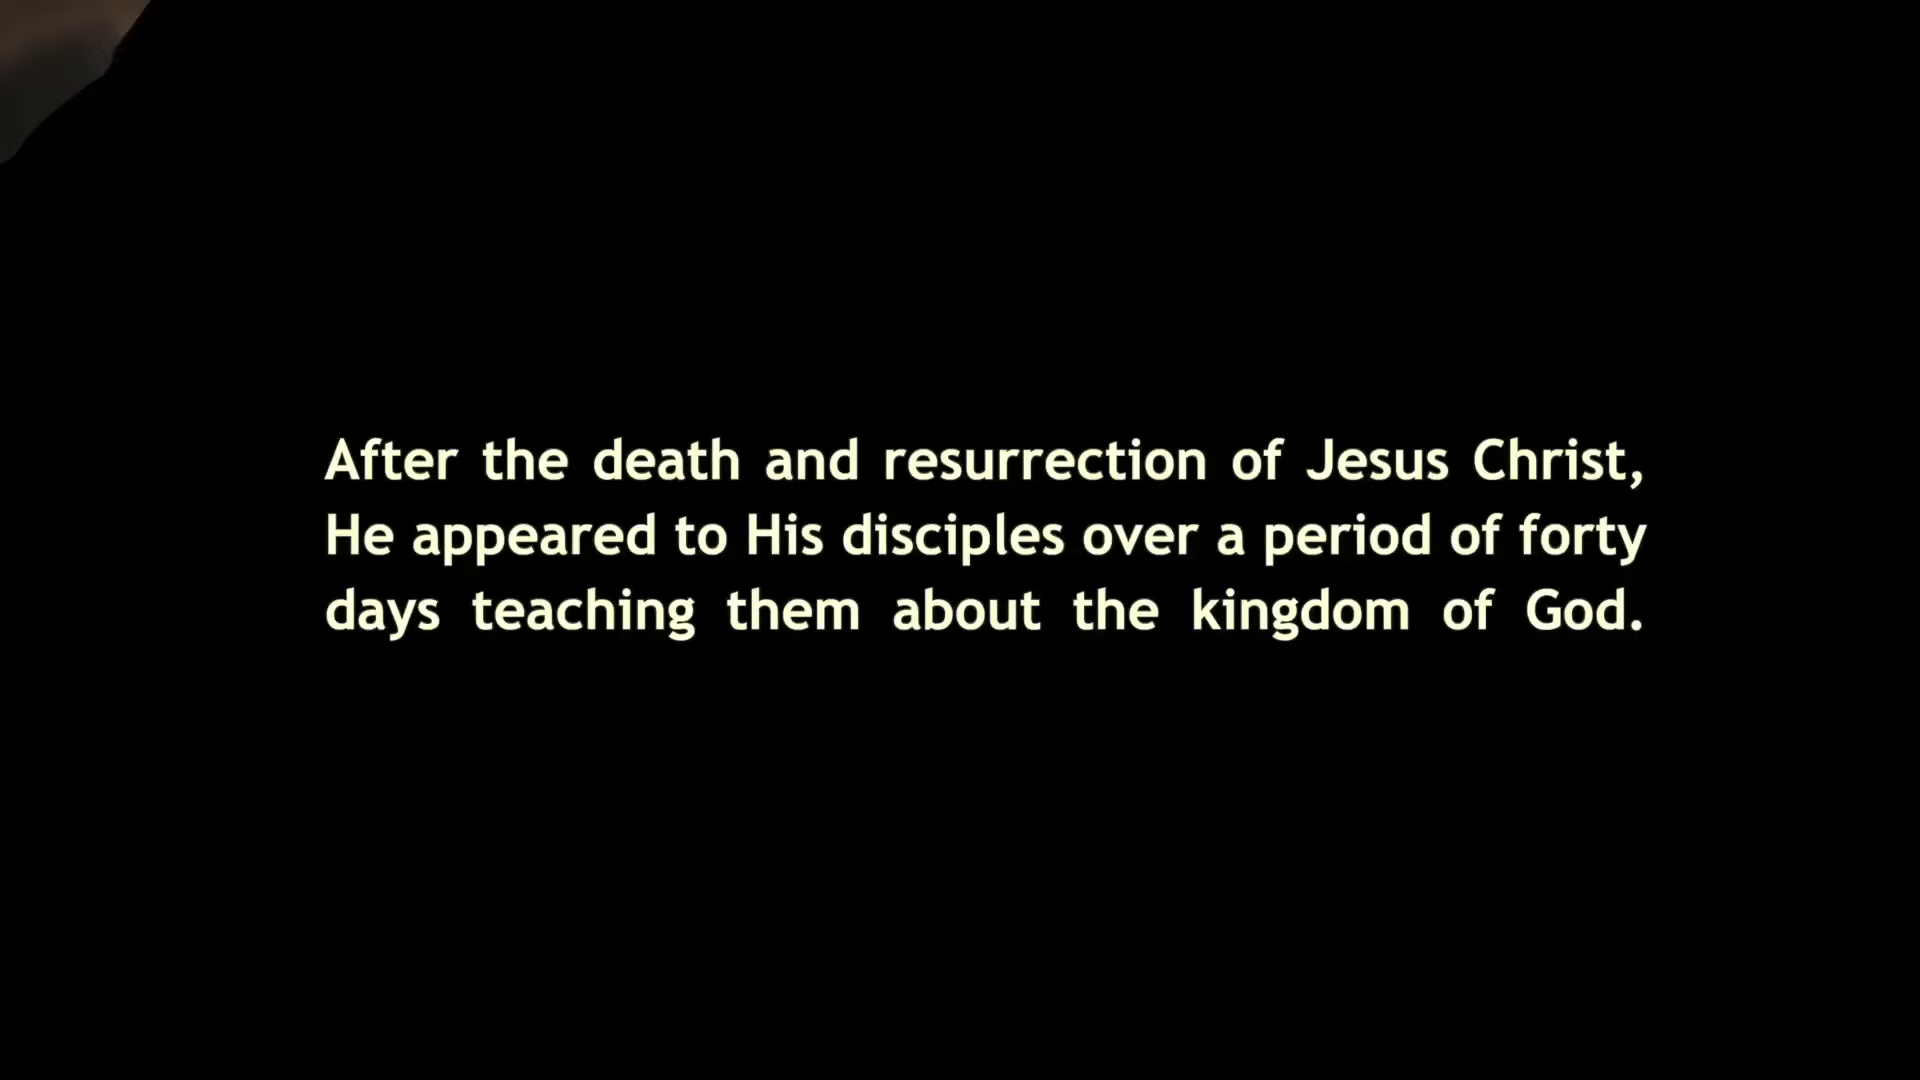 After the death and resurrection of Jesus Christ,
He appeared to His disciples over a period of forty
days teaching them about the kingdom of God.